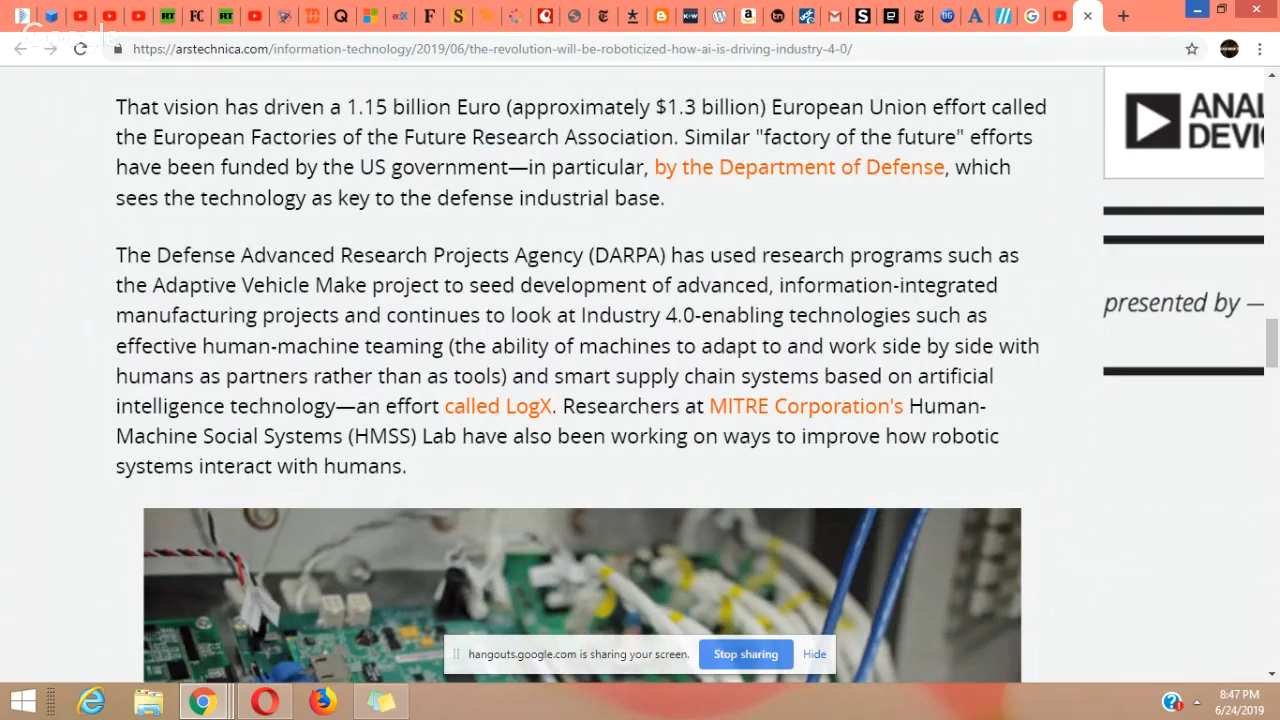 https://arstechnica.com/information-technology/2019/06/the-revolution-will-be-roboticized-how-ai-is-driving-industry-4-0/
That vision has driven a 1.15 billion Euro (approximately $1.3 billion) European Union effort called
the European Factories of the Future Research Association. Similar "factory of the future" efforts
have been funded by the US government—in particular, by the Department of Defense, which
sees the technology as key to the defense industrial base.
The Defense Advanced Research Projects Agency (DARPA) has used research programs such as
the Adaptive Vehicle Make project to seed development of advanced, information-integrated
manufacturing projects and continues to look at Industry 4.0-enabling technologies such as
effective human-machine teaming (the ability of machines to adapt to and work side by side with
humans as partners rather than as tools) and smart supply chain systems based on artificial
intelligence technology—an effort called LogX. Researchers at MITRE Corporation's Human-
Machine Social Systems (HMSS) Lab have also been working on ways to improve how robotic
systems interact with humans.
ANAL
DEVIC
presented by —
hangouts.google.com is sharing your screen.
Stop sharing
Hide
8:47 PM
6/24/2019